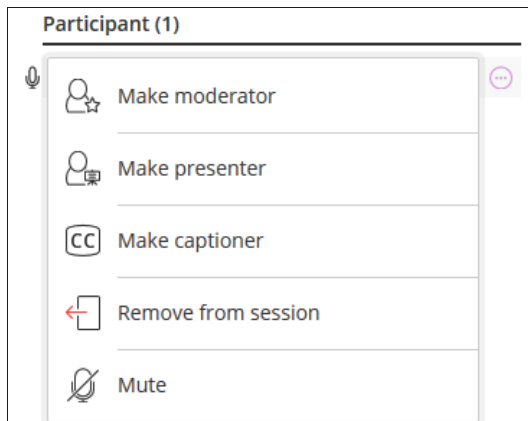 Participant (1)
Make moderator
Make presenter
CC Make captioner
Remove from session
Mute